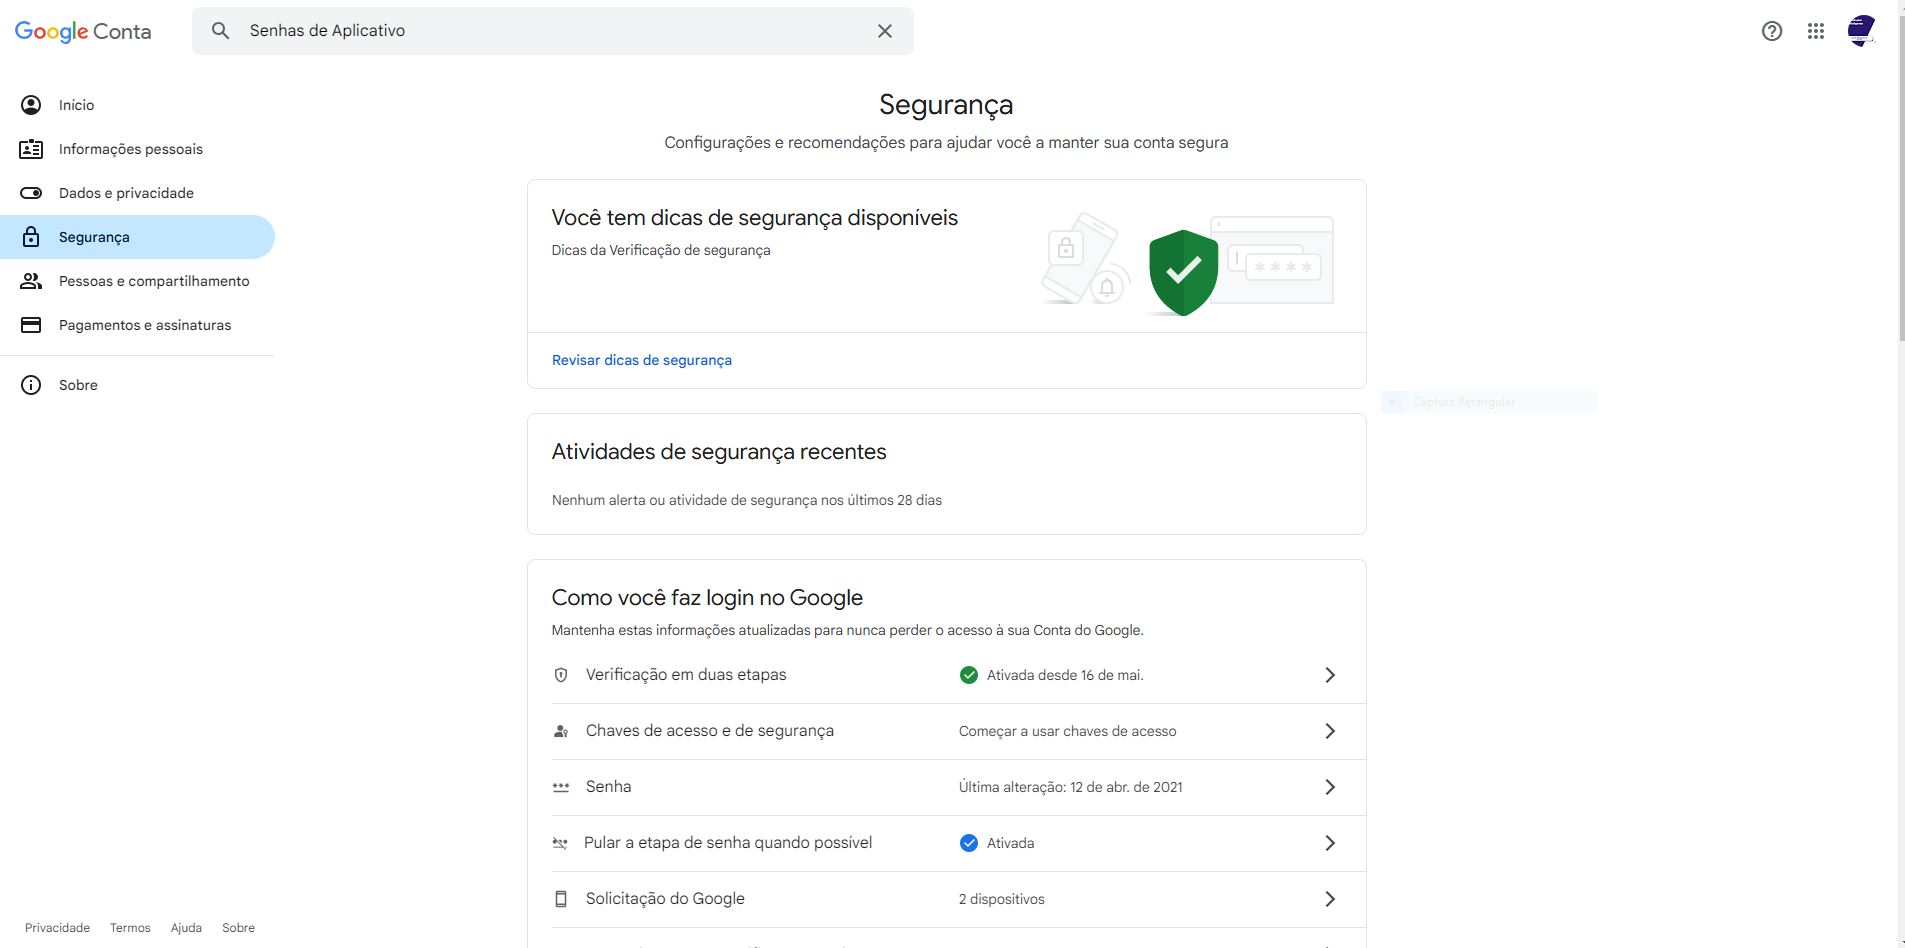 Google Conta
Senhas de Aplicativo
Início
Informações pessoais
Dados e privacidade
Segurança
Pessoas e compartilhamento
Pagamentos e assinaturas
Sobre
Segurança
Configurações e recomendações para ajudar você a manter sua conta segura
Você tem dicas de segurança disponíveis
Dicas da Verificação de segurança
Revisar dicas de segurança
Captura Retangular
Atividades de segurança recentes
Nenhum alerta ou atividade de segurança nos últimos 28 dias
Como você faz login no Google
Mantenha estas informações atualizadas para nunca perder o acesso à sua Conta do Google.
Verificação em duas etapas
Ativada desde 16 de mai.
Chaves de acesso e de segurança
Começar a usar chaves de acesso
Senha
Última alteração: 12 de abr. de 2021
Pular a etapa de senha quando possível
Ativada
Solicitação do Google
2 dispositivos
Privacidade Termos Ajuda Sobre